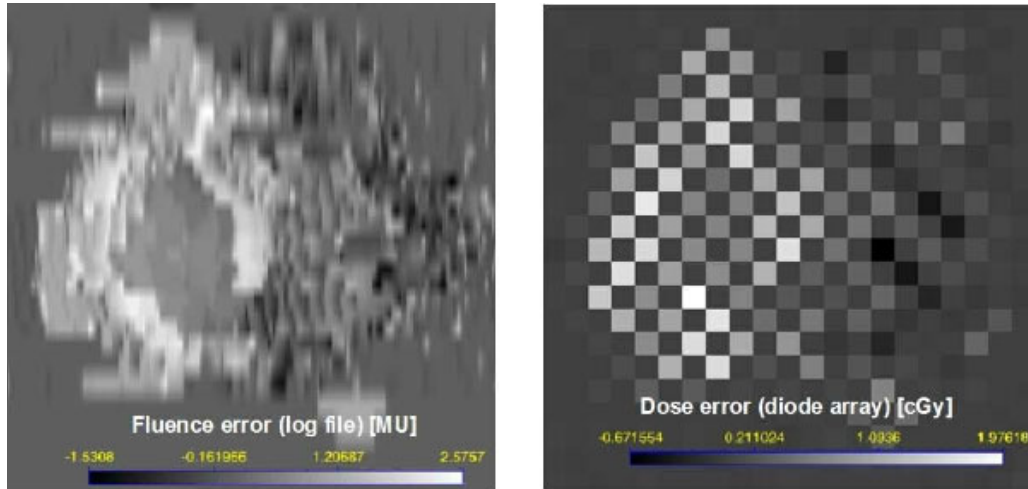 Fluence error (log file) [MU]
-1.5308 -0.161956 1.20687 2.5757
Dose error (diode array) [cGy]
-0.671554 0.211024 1.0936 1.97618